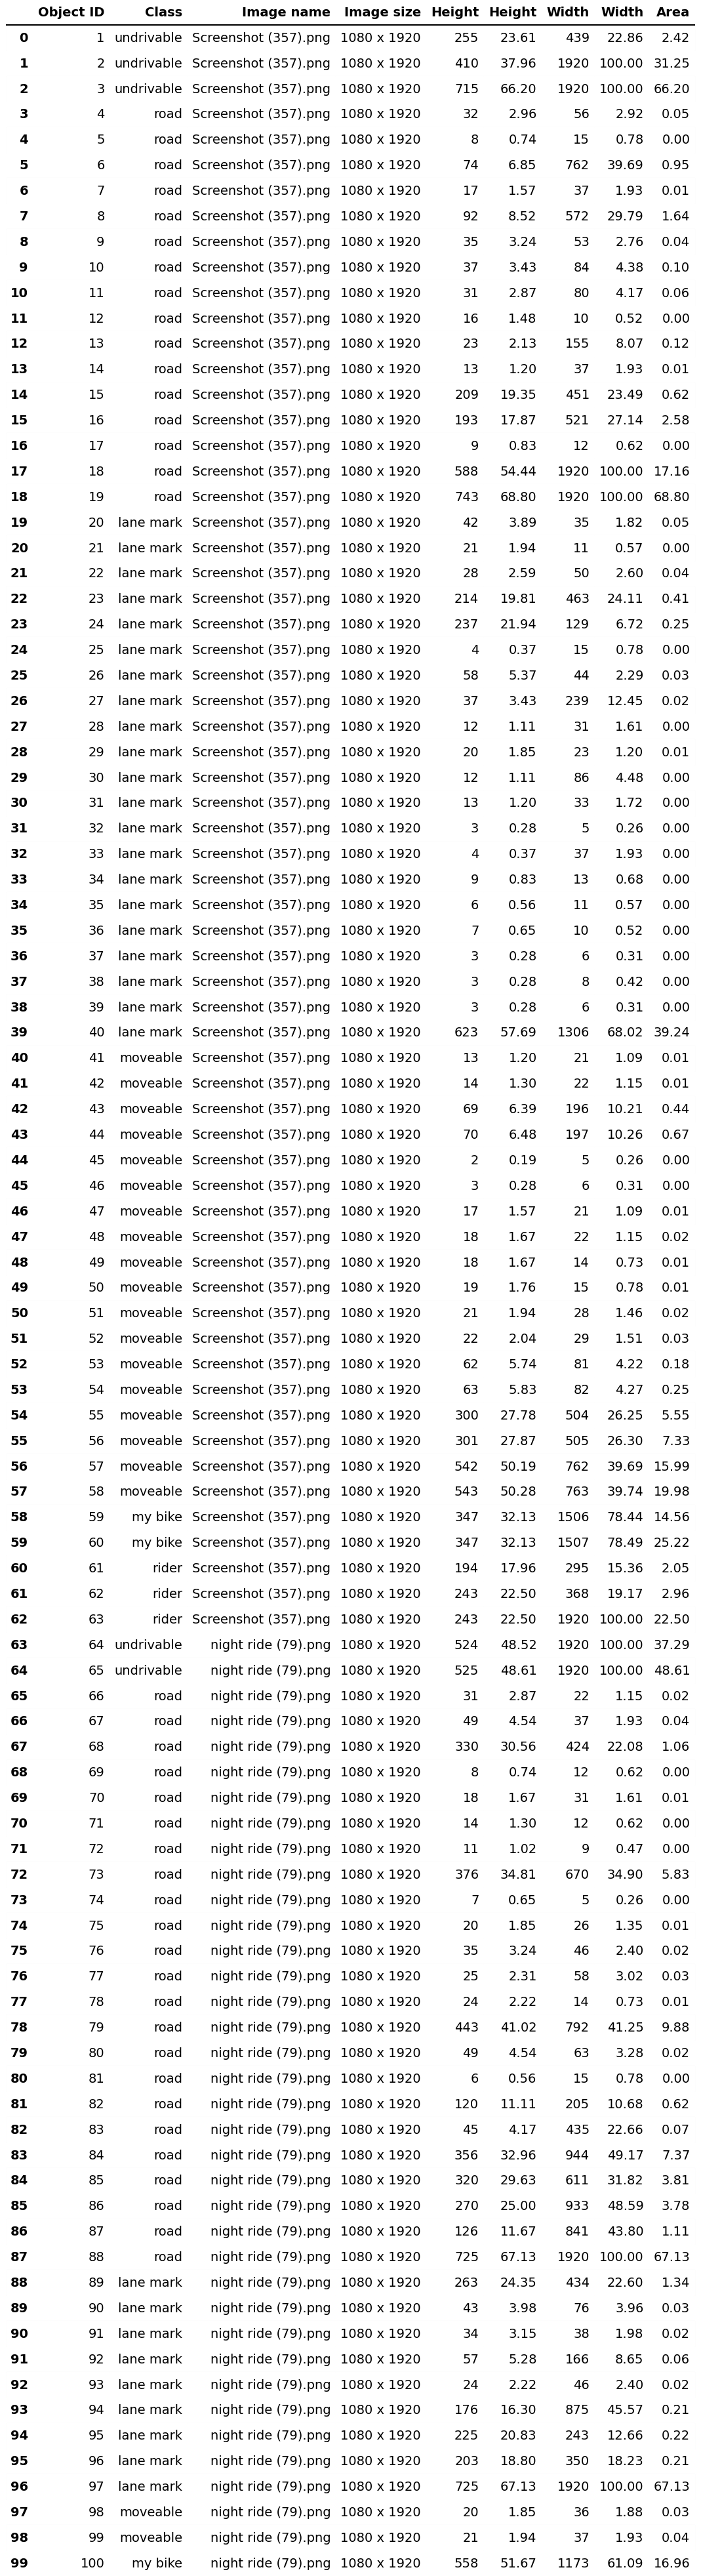 Object ID Class Image name Image size Height Height Width Width Area
0 1 undrivable Screenshot (357).png 1080 x 1920 255 23.61 439 22.86 2.42
1 2 undrivable Screenshot (357).png 1080 x 1920 410 37.96 1920 100.00 31.25
2 3 undrivable Screenshot (357).png 1080 x 1920 715 66.20 1920 100.00 66.20
3 4 road Screenshot (357).png 1080 x 1920 32 2.96 56 2.92 0.05
4 5 road Screenshot (357).png 1080 x 1920 8 0.74 15 0.78 0.00
5 6 road Screenshot (357).png 1080 x 1920 74 6.85 762 39.69 0.95
6 7 road Screenshot (357).png 1080 x 1920 17 1.57 37 1.93 0.01
7 8 road Screenshot (357).png 1080 x 1920 92 8.52 572 29.79 1.64
8 9 road Screenshot (357).png 1080 x 1920 35 3.24 53 2.76 0.04
9 10 road Screenshot (357).png 1080 x 1920 37 3.43 84 4.38 0.10
10 11 road Screenshot (357).png 1080 x 1920 31 2.87 80 4.17 0.06
11 12 road Screenshot (357).png 1080 x 1920 16 1.48 10 0.52 0.00
12 13 road Screenshot (357).png 1080 x 1920 23 2.13 155 8.07 0.12
13 14 road Screenshot (357).png 1080 x 1920 13 1.20 37 1.93 0.01
14 15 road Screenshot (357).png 1080 x 1920 209 19.35 451 23.49 0.62
15 16 road Screenshot (357).png 1080 x 1920 193 17.87 521 27.14 2.58
16 17 road Screenshot (357).png 1080 x 1920 9 0.83 12 0.62 0.00
17 18 road Screenshot (357).png 1080 x 1920 588 54.44 1920 100.00 17.16
18 19 road Screenshot (357).png 1080 x 1920 743 68.80 1920 100.00 68.80
19 20 lane mark Screenshot (357).png 1080 x 1920 42 3.89 35 1.82 0.05
20 21 lane mark Screenshot (357).png 1080 x 1920 21 1.94 11 0.57 0.00
21 22 lane mark Screenshot (357).png 1080 x 1920 28 2.59 50 2.60 0.04
22 23 lane mark Screenshot (357).png 1080 x 1920 214 19.81 463 24.11 0.41
23 24 lane mark Screenshot (357).png 1080 x 1920 237 21.94 129 6.72 0.25
24 25 lane mark Screenshot (357).png 1080 x 1920 4 0.37 15 0.78 0.00
25 26 lane mark Screenshot (357).png 1080 x 1920 58 5.37 44 2.29 0.03
26 27 lane mark Screenshot (357).png 1080 x 1920 37 3.43 239 12.45 0.02
27 28 lane mark Screenshot (357).png 1080 x 1920 12 1.11 31 1.61 0.00
28 29 lane mark Screenshot (357).png 1080 x 1920 20 1.85 23 1.20 0.01
29 30 lane mark Screenshot (357).png 1080 x 1920 12 1.11 86 4.48 0.00
30 31 lane mark Screenshot (357).png 1080 x 1920 13 1.20 33 1.72 0.00
31 32 lane mark Screenshot (357).png 1080 x 1920 3 0.28 5 0.26 0.00
32 33 lane mark Screenshot (357).png 1080 x 1920 4 0.37 37 1.93 0.00
33 34 lane mark Screenshot (357).png 1080 x 1920 9 0.83 13 0.68 0.00
34 35 lane mark Screenshot (357).png 1080 x 1920 6 0.56 11 0.57 0.00
35 36 lane mark Screenshot (357).png 1080 x 1920 7 0.65 10 0.52 0.00
36 37 lane mark Screenshot (357).png 1080 x 1920 3 0.28 6 0.31 0.00
37 38 lane mark Screenshot (357).png 1080 x 1920 3 0.28 8 0.42 0.00
38 39 lane mark Screenshot (357).png 1080 x 1920 3 0.28 6 0.31 0.00
39 40 lane mark Screenshot (357).png 1080 x 1920 623 57.69 1306 68.02 39.24
40 41 moveable Screenshot (357).png 1080 x 1920 13 1.20 21 1.09 0.01
41 42 moveable Screenshot (357).png 1080 x 1920 14 1.30 22 1.15 0.01
42 43 moveable Screenshot (357).png 1080 x 1920 69 6.39 196 10.21 0.44
43 44 moveable Screenshot (357).png 1080 x 1920 70 6.48 197 10.26 0.67
44 45 moveable Screenshot (357).png 1080 x 1920 2 0.19 5 0.26 0.00
45 46 moveable Screenshot (357).png 1080 x 1920 3 0.28 6 0.31 0.00
46 47 moveable Screenshot (357).png 1080 x 1920 17 1.57 21 1.09 0.01
47 48 moveable Screenshot (357).png 1080 x 1920 18 1.67 22 1.15 0.02
48 49 moveable Screenshot (357).png 1080 x 1920 18 1.67 14 0.73 0.01
49 50 moveable Screenshot (357).png 1080 x 1920 19 1.76 15 0.78 0.01
50 51 moveable Screenshot (357).png 1080 x 1920 21 1.94 28 1.46 0.02
51 52 moveable Screenshot (357).png 1080 x 1920 22 2.04 29 1.51 0.03
52 53 moveable Screenshot (357).png 1080 x 1920 62 5.74 81 4.22 0.18
53 54 moveable Screenshot (357).png 1080 x 1920 63 5.83 82 4.27 0.25
54 55 moveable Screenshot (357).png 1080 x 1920 300 27.78 504 26.25 5.55
55 56 moveable Screenshot (357).png 1080 x 1920 301 27.87 505 26.30 7.33
56 57 moveable Screenshot (357).png 1080 x 1920 542 50.19 762 39.69 15.99
57 58 moveable Screenshot (357).png 1080 x 1920 543 50.28 763 39.74 19.98
58 59 my bike Screenshot (357).png 1080 x 1920 347 32.13 1506 78.44 14.56
59 60 my bike Screenshot (357).png 1080 x 1920 347 32.13 1507 78.49 25.22
60 61 rider Screenshot (357).png 1080 x 1920 194 17.96 295 15.36 2.05
61 62 rider Screenshot (357).png 1080 x 1920 243 22.50 368 19.17 2.96
62 63 rider Screenshot (357).png 1080 x 1920 243 22.50 1920 100.00 22.50
63 64 undrivable night ride (79).png 1080 x 1920 524 48.52 1920 100.00 37.29
64 65 undrivable night ride (79).png 1080 x 1920 525 48.61 1920 100.00 48.61
65 66 road night ride (79).png 1080 x 1920 31 2.87 22 1.15 0.02
66 67 road night ride (79).png 1080 x 1920 49 4.54 37 1.93 0.04
67 68 road night ride (79).png 1080 x 1920 330 30.56 424 22.08 1.06
68 69 road night ride (79).png 1080 x 1920 8 0.74 12 0.62 0.00
69 70 road night ride (79).png 1080 x 1920 18 1.67 31 1.61 0.01
70 71 road night ride (79).png 1080 x 1920 14 1.30 12 0.62 0.00
71 72 road night ride (79).png 1080 x 1920 11 1.02 9 0.47 0.00
72 73 road night ride (79).png 1080 x 1920 376 34.81 670 34.90 5.83
73 74 road night ride (79).png 1080 x 1920 7 0.65 5 0.26 0.00
74 75 road night ride (79).png 1080 x 1920 20 1.85 26 1.35 0.01
75 76 road night ride (79).png 1080 x 1920 35 3.24 46 2.40 0.02
76 77 road night ride (79).png 1080 x 1920 25 2.31 58 3.02 0.03
77 78 road night ride (79).png 1080 x 1920 24 2.22 14 0.73 0.01
78 79 road night ride (79).png 1080 x 1920 443 41.02 792 41.25 9.88
79 80 road night ride (79).png 1080 x 1920 49 4.54 63 3.28 0.02
80 81 road night ride (79).png 1080 x 1920 6 0.56 15 0.78 0.00
81 82 road night ride (79).png 1080 x 1920 120 11.11 205 10.68 0.62
82 83 road night ride (79).png 1080 x 1920 45 4.17 435 22.66 0.07
83 84 road night ride (79).png 1080 x 1920 356 32.96 944 49.17 7.37
84 85 road night ride (79).png 1080 x 1920 320 29.63 611 31.82 3.81
85 86 road night ride (79).png 1080 x 1920 270 25.00 933 48.59 3.78
86 87 road night ride (79).png 1080 x 1920 126 11.67 841 43.80 1.11
87 88 road night ride (79).png 1080 x 1920 725 67.13 1920 100.00 67.13
88 89 lane mark night ride (79).png 1080 x 1920 263 24.35 434 22.60 1.34
89 90 lane mark night ride (79).png 1080 x 1920 43 3.98 76 3.96 0.03
90 91 lane mark night ride (79).png 1080 x 1920 34 3.15 38 1.98 0.02
91 92 lane mark night ride (79).png 1080 x 1920 57 5.28 166 8.65 0.06
92 93 lane mark night ride (79).png 1080 x 1920 24 2.22 46 2.40 0.02
93 94 lane mark night ride (79).png 1080 x 1920 176 16.30 875 45.57 0.21
94 95 lane mark night ride (79).png 1080 x 1920 225 20.83 243 12.66 0.22
95 96 lane mark night ride (79).png 1080 x 1920 203 18.80 350 18.23 0.21
96 97 lane mark night ride (79).png 1080 x 1920 725 67.13 1920 100.00 67.13
97 98 moveable night ride (79).png 1080 x 1920 20 1.85 36 1.88 0.03
98 99 moveable night ride (79).png 1080 x 1920 21 1.94 37 1.93 0.04
99 100 my bike night ride (79).png 1080 x 1920 558 51.67 1173 61.09 16.96